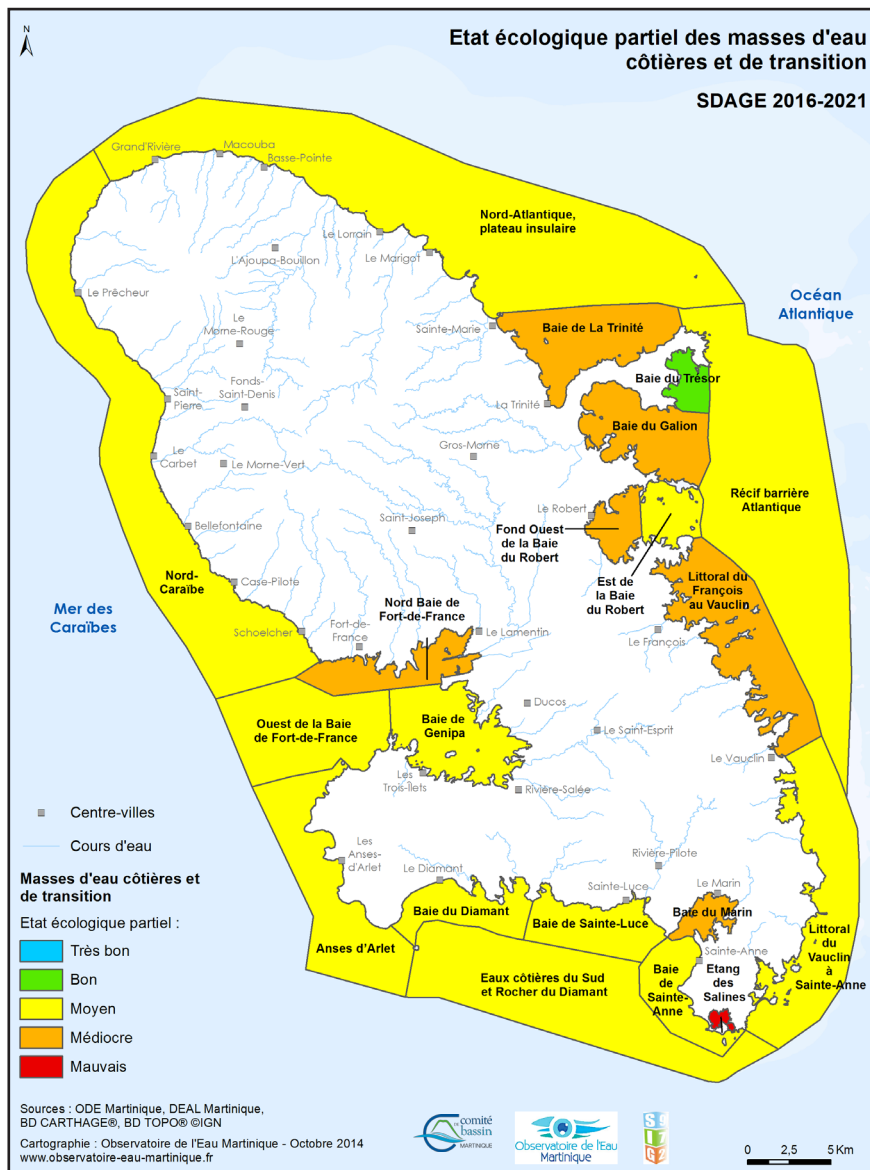 N
Etat écologique partiel des masses d'eau
côtières et de transition
SDAGE 2016-2021
Grand'Rivière
Macouba
Basse-Pointe
Nord-Atlantique,
plateau insulaire
Le Lorrain
L'Ajoupa-Bouillon
Le Marigot
Le Prêcheur
Océan
Atlantique
Le
Morne-Rouge
Sainte-Marie
Baie de La Trinité
Baie du Trésor
Fonds-
Saint-Denis
Saint-
Pierre
La Trinité
Baie du Galion
Gros-Morne
Le
Carbet
Le Morne-Vert
Récif barrière
Atlantique
Le Robert
Saint-Joseph
Bellefontaine
Fond Ouest
de la Baie
du Robert
Est de
la Baie
du Robert
Littoral du
François
au Vauclin
Nord-
Caraïbe
Case-Pilote
Mer des
Caraïbes
Nord Baie de
Fort-de-France
Schoelcher
Fort-de-
France
Le Lamentin
Le François
Ducos
Ouest de la Baie
de Fort-de-France
Baie de
Genipa
Le Saint-Esprit
Le Vauclin
Les
Trois-Îlets
Rivière-Salée
Centre-villes
Cours d'eau
Les
Anses-
d'Arlet
Le Diamant
Rivière-Pilote
Sainte-Luce
Le Marin
Baie du Diamant
Baie de Sainte-Luce
Baie du Marin
Masses d'eau côtières et
de transition
Etat écologique partiel :
Très bon
Bon
Moyen
Médiocre
Mauvais
Anses d'Arlet
Sainte-Anne
Littoral
du
Vauclin
à
Sainte-Anne
Eaux côtières du Sud
et Rocher du Diamant
Baie
de
Sainte-
Anne
Etang
des
Salines
Sources : ODE Martinique, DEAL Martinique,
BD CARTHAGE® BD TOPO® ©IGN
Cartographie : Observatoire de l'Eau Martinique - Octobre 2014
www.observatoire-eau-martinique.fr
comité
bassin
MARTINIQUE
Observatoire de l'Eau
Martinique
0 2,5 5 Km